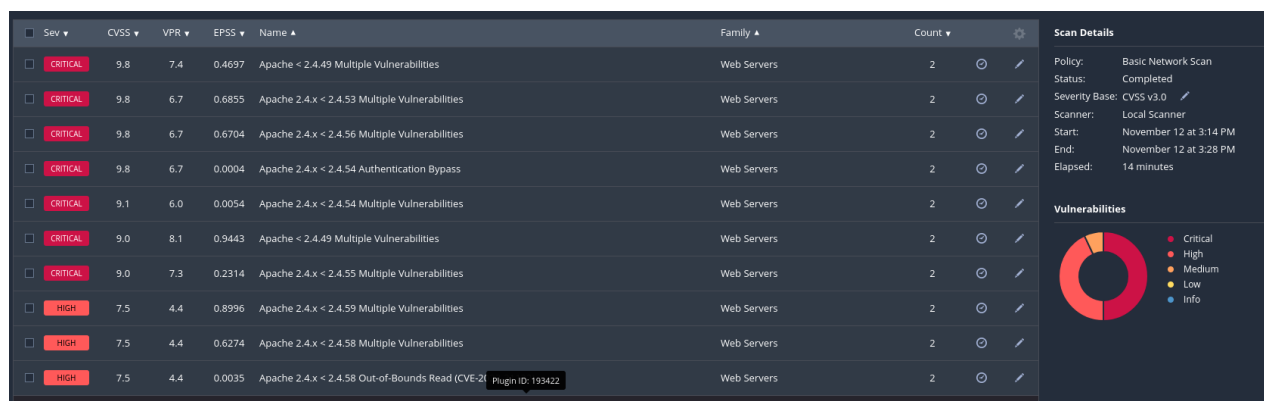 Sev ▾ CVSS ▾ VPR ▾ EPSS ▾ Name ▴ Family ▴ Count ▾
CRITICAL 9.8 7.4 0.4697 Apache < 2.4.49 Multiple Vulnerabilities Web Servers 2
CRITICAL 9.8 6.7 0.6855 Apache 2.4.x < 2.4.53 Multiple Vulnerabilities Web Servers 2
CRITICAL 9.8 6.7 0.6704 Apache 2.4.x < 2.4.56 Multiple Vulnerabilities Web Servers 2
CRITICAL 9.8 6.7 0.0004 Apache 2.4.x < 2.4.54 Authentication Bypass Web Servers 2
CRITICAL 9.1 6.0 0.0054 Apache 2.4.x < 2.4.54 Multiple Vulnerabilities Web Servers 2
CRITICAL 9.0 8.1 0.9443 Apache < 2.4.49 Multiple Vulnerabilities Web Servers 2
CRITICAL 9.0 7.3 0.2314 Apache 2.4.x < 2.4.55 Multiple Vulnerabilities Web Servers 2
HIGH 7.5 4.4 0.8996 Apache 2.4.x < 2.4.59 Multiple Vulnerabilities Web Servers 2
HIGH 7.5 4.4 0.6274 Apache 2.4.x < 2.4.58 Multiple Vulnerabilities Web Servers 2
HIGH 7.5 4.4 0.0035 Apache 2.4.x < 2.4.58 Out-of-Bounds Read (CVE-20 Web Servers 2
Plugin ID: 193422
Scan Details
Policy: Basic Network Scan
Status: Completed
Severity Base: CVSS v3.0
Scanner: Local Scanner
Start: November 12 at 3:14 PM
End: November 12 at 3:28 PM
Elapsed: 14 minutes
Vulnerabilities
Critical
High
Medium
Low
Info